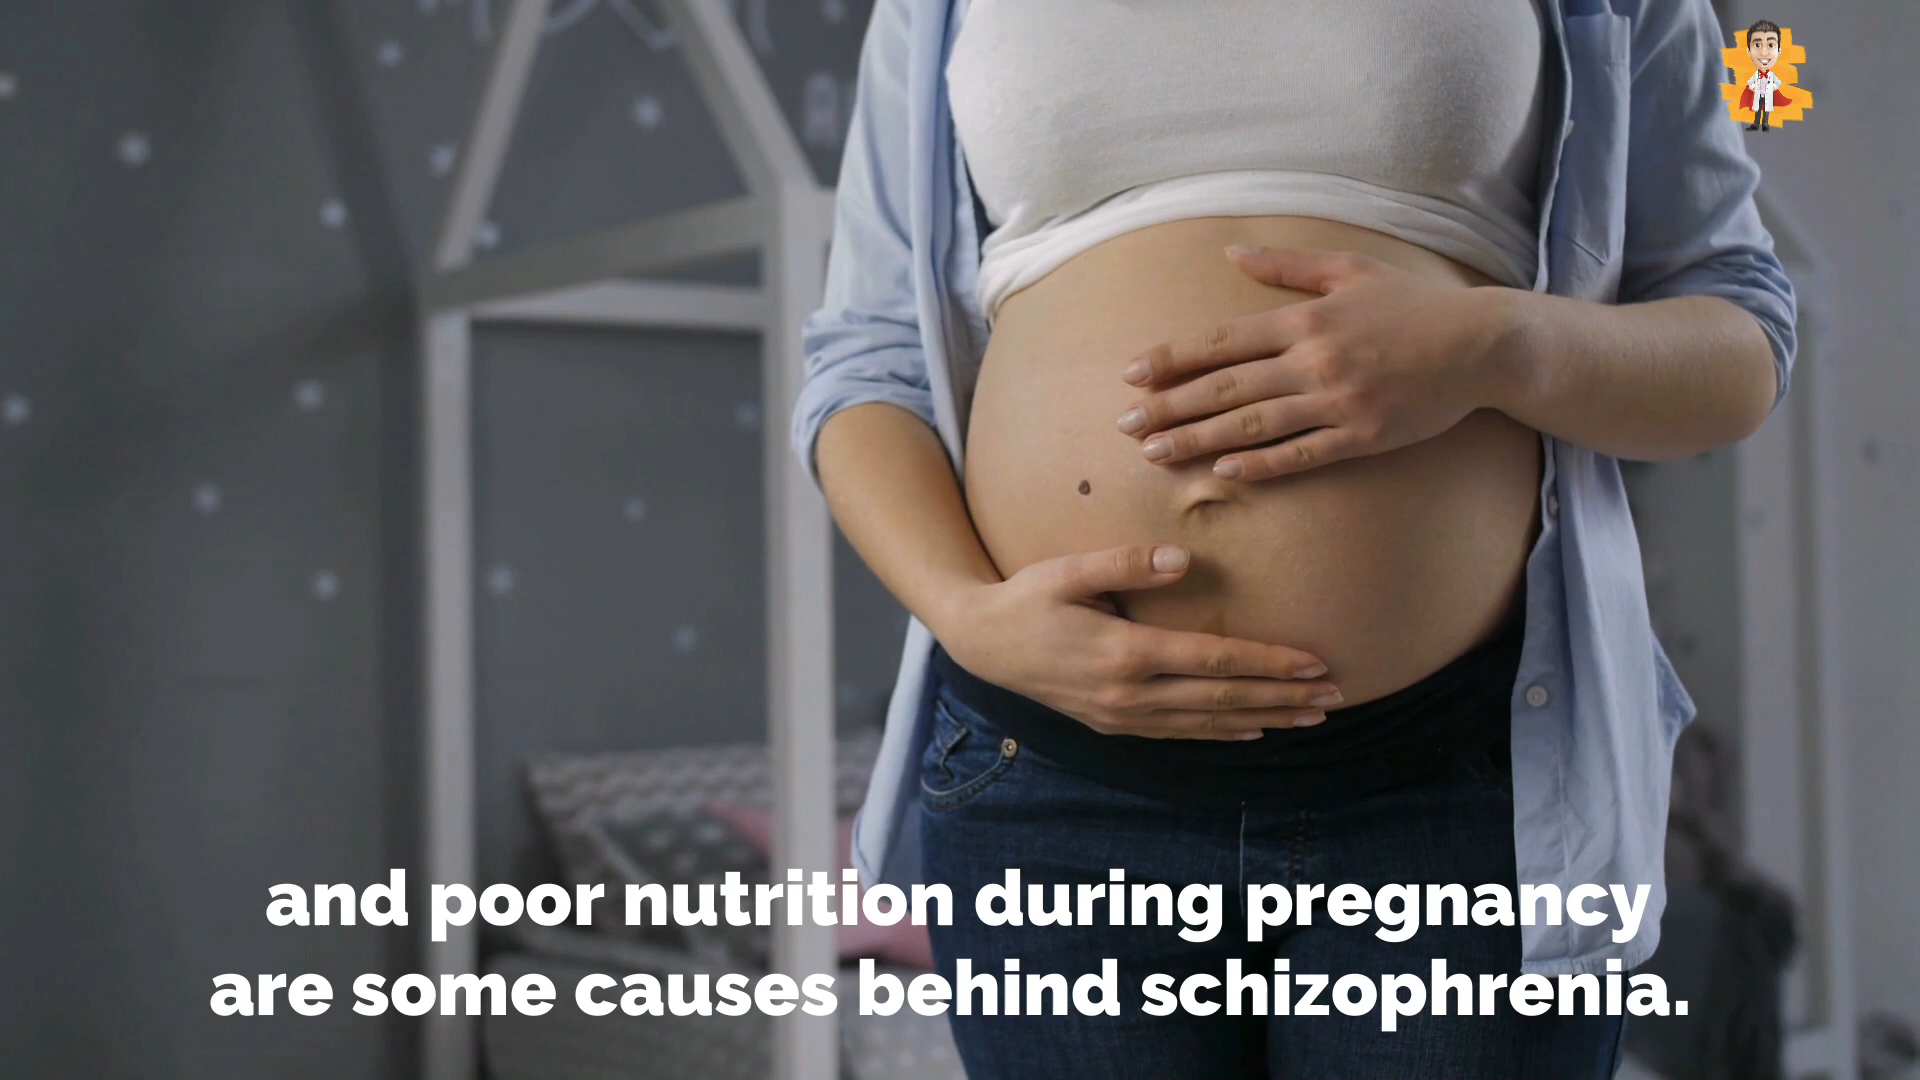 and poor nutrition during pregnancy
are some causes behind schizophrenia.